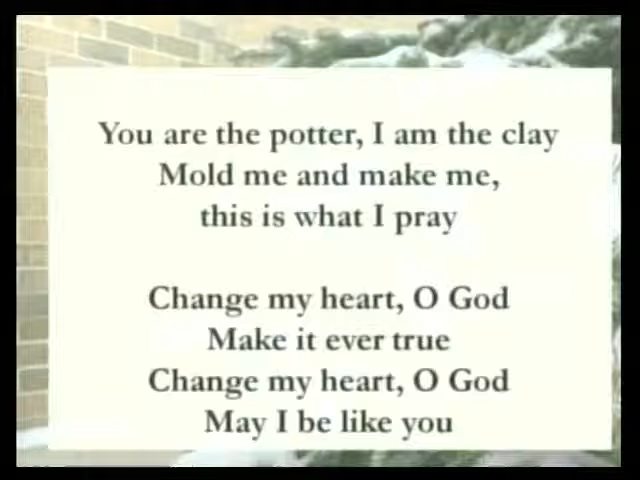 You are the potter, I am the clay
Mold me and make me,
this is what I pray
Change my heart, O God
Make it ever true
Change my heart, O God
May I be like you